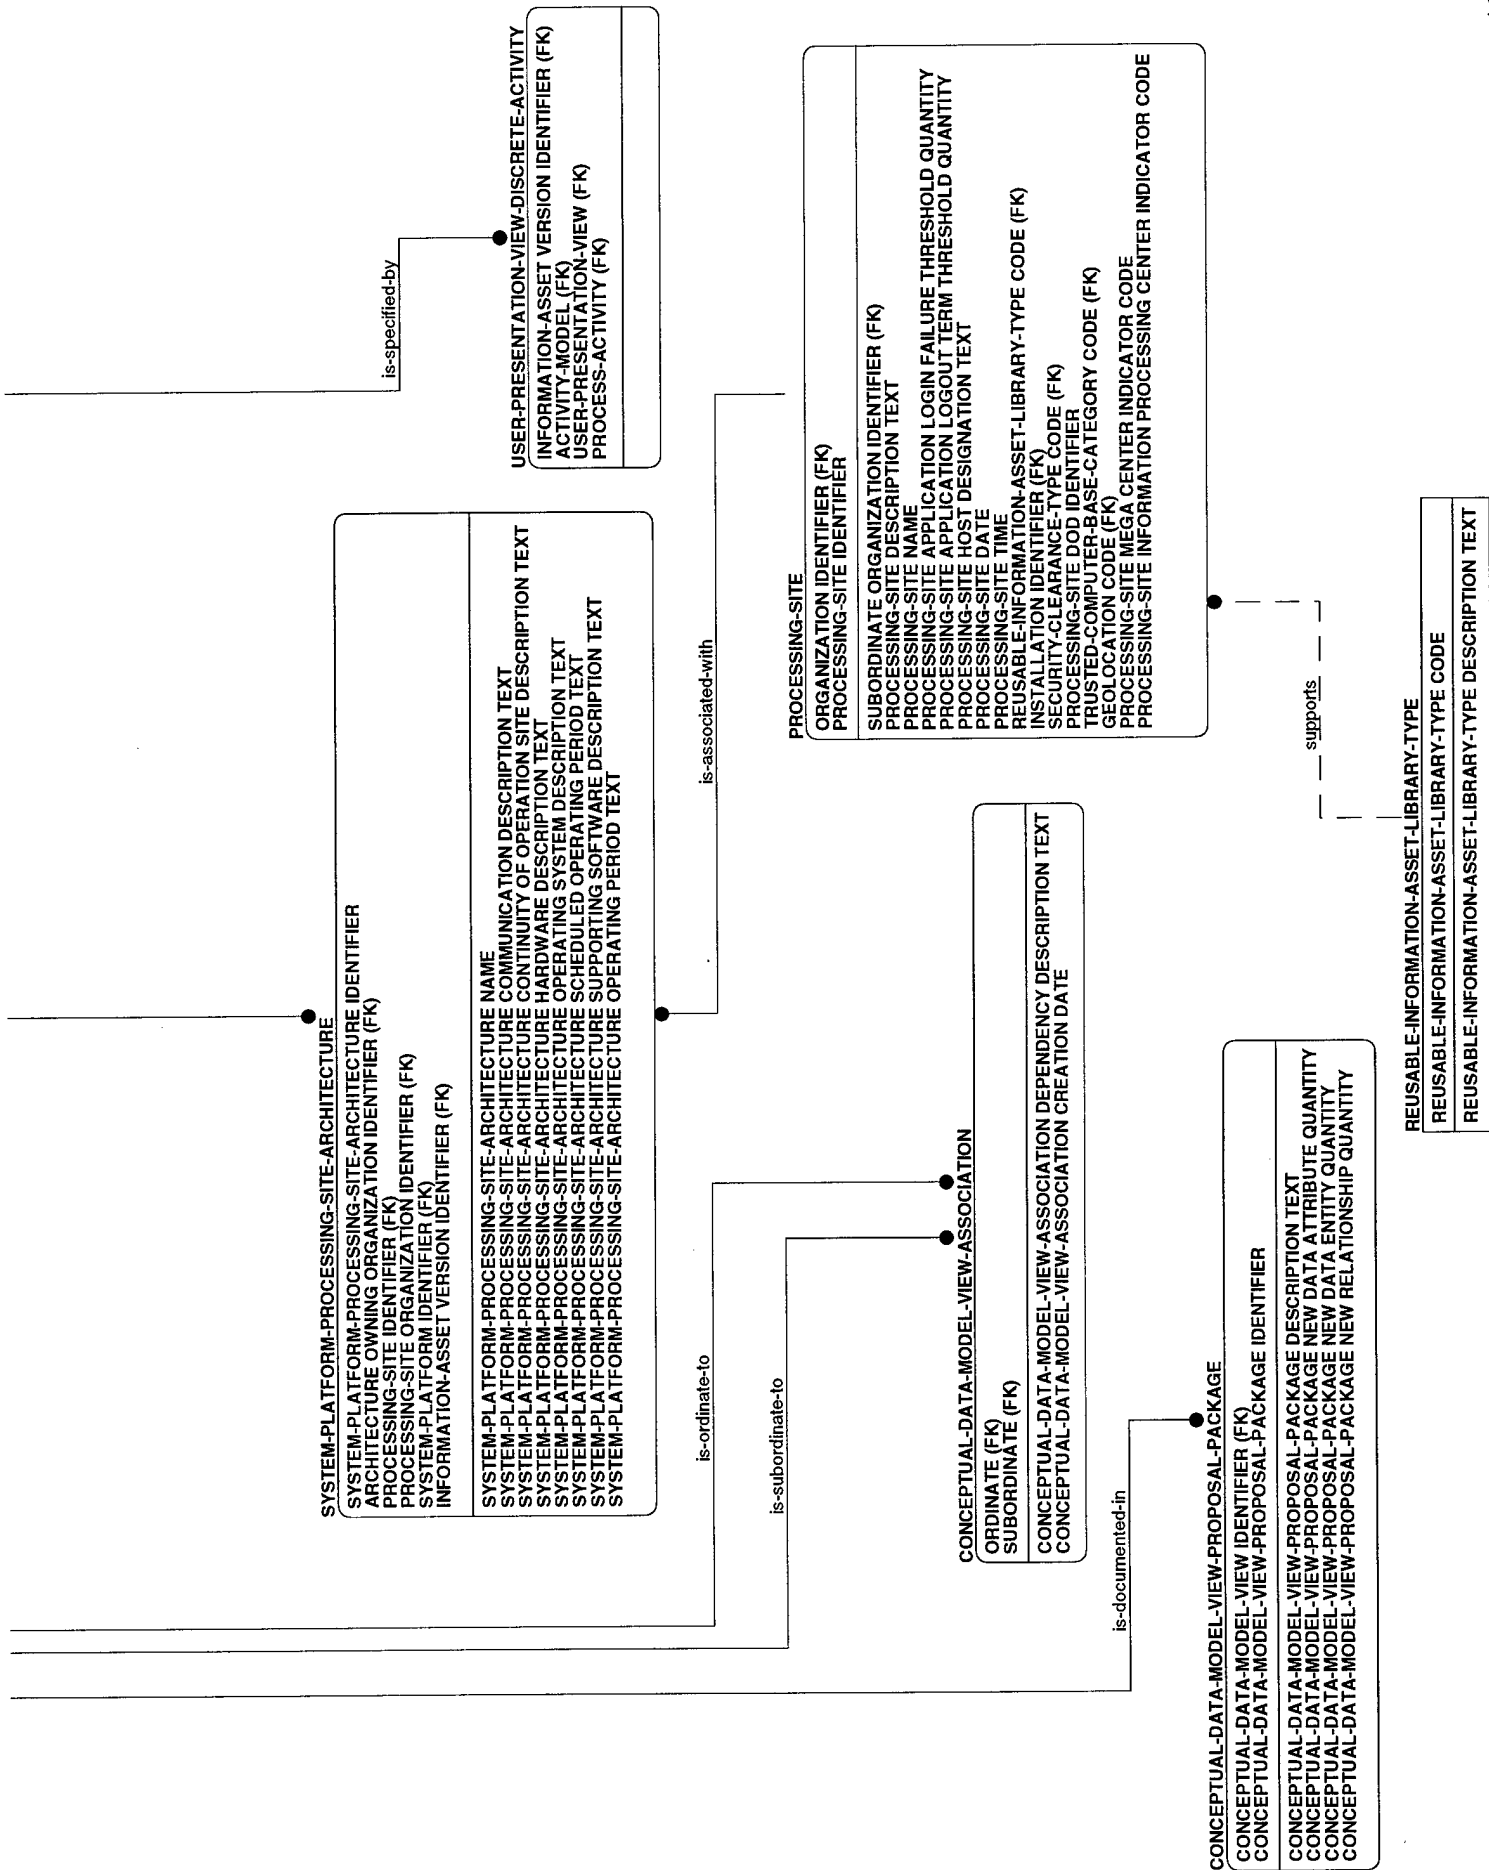 is-specified-by
USER-PRESENTATION-VIEW-DISCRETE-ACTIVITY
INFORMATION-ASSET VERSION IDENTIFIER (FK)
ACTIVITY-MODEL (FK)
USER-PRESENTATION-VIEW (FK)
PROCESS-ACTIVITY (FK)
SYSTEM-PLATFORM-PROCESSING-SITE-ARCHITECTURE
SYSTEM-PLATFORM-PROCESSING-SITE-ARCHITECTURE IDENTIFIER
ARCHITECTURE OWNING ORGANIZATION IDENTIFIER (FK)
PROCESSING-SITE IDENTIFIER (FK)
PROCESSING-SITE ORGANIZATION IDENTIFIER (FK)
SYSTEM-PLATFORM IDENTIFIER (FK)
INFORMATION-ASSET VERSION IDENTIFIER (FK)
SYSTEM-PLATFORM-PROCESSING-SITE-ARCHITECTURE NAME
SYSTEM-PLATFORM-PROCESSING-SITE-ARCHITECTURE COMMUNICATION DESCRIPTION TEXT
SYSTEM-PLATFORM-PROCESSING-SITE-ARCHITECTURE CONTINUITY OF OPERATION SITE DESCRIPTION TEXT
SYSTEM-PLATFORM-PROCESSING-SITE-ARCHITECTURE HARDWARE DESCRIPTION TEXT
SYSTEM-PLATFORM-PROCESSING-SITE-ARCHITECTURE OPERATING SYSTEM DESCRIPTION TEXT
SYSTEM-PLATFORM-PROCESSING-SITE-ARCHITECTURE SCHEDULED OPERATING PERIOD TEXT
SYSTEM-PLATFORM-PROCESSING-SITE-ARCHITECTURE SUPPORTING SOFTWARE DESCRIPTION TEXT
SYSTEM-PLATFORM-PROCESSING-SITE-ARCHITECTURE OPERATING PERIOD TEXT
is-associated-with
PROCESSING-SITE
ORGANIZATION IDENTIFIER (FK)
PROCESSING-SITE IDENTIFIER
SUBORDINATE ORGANIZATION IDENTIFIER (FK)
PROCESSING-SITE DESCRIPTION TEXT
PROCESSING-SITE NAME
PROCESSING-SITE APPLICATION LOGIN FAILURE THRESHOLD QUANTITY
PROCESSING-SITE APPLICATION LOGOUT TERM THRESHOLD QUANTITY
PROCESSING-SITE HOST DESIGNATION TEXT
PROCESSING-SITE DATE
PROCESSING-SITE TIME
REUSABLE-INFORMATION-ASSET-LIBRARY-TYPE CODE (FK)
INSTALLATION IDENTIFIER (FK)
SECURITY-CLEARANCE-TYPE CODE (FK)
PROCESSING-SITE DOD IDENTIFIER
TRUSTED-COMPUTER-BASE-CATEGORY CODE (FK)
GEOLOCATION CODE (FK)
PROCESSING-SITE MEGA CENTER INDICATOR CODE
PROCESSING-SITE INFORMATION PROCESSING CENTER INDICATOR CODE
is-ordinate-to
is-subordinate-to
CONCEPTUAL-DATA-MODEL-VIEW-ASSOCIATION
ORDINATE (FK)
SUBORDINATE (FK)
CONCEPTUAL-DATA-MODEL-VIEW-ASSOCIATION DEPENDENCY DESCRIPTION TEXT
CONCEPTUAL-DATA-MODEL-VIEW-ASSOCIATION CREATION DATE
is-documented-in
CONCEPTUAL-DATA-MODEL-VIEW-PROPOSAL-PACKAGE
CONCEPTUAL-DATA-MODEL-VIEW IDENTIFIER (FK)
CONCEPTUAL-DATA-MODEL-VIEW-PROPOSAL-PACKAGE IDENTIFIER
CONCEPTUAL-DATA-MODEL-VIEW-PROPOSAL-PACKAGE DESCRIPTION TEXT
CONCEPTUAL-DATA-MODEL-VIEW-PROPOSAL-PACKAGE NEW DATA ATTRIBUTE QUANTITY
CONCEPTUAL-DATA-MODEL-VIEW-PROPOSAL-PACKAGE NEW DATA ENTITY QUANTITY
CONCEPTUAL-DATA-MODEL-VIEW-PROPOSAL-PACKAGE NEW RELATIONSHIP QUANTITY
supports
REUSABLE-INFORMATION-ASSET-LIBRARY-TYPE
REUSABLE-INFORMATION-ASSET-LIBRARY-TYPE CODE
REUSABLE-INFORMATION-ASSET-LIBRARY-TYPE DESCRIPTION TEXT